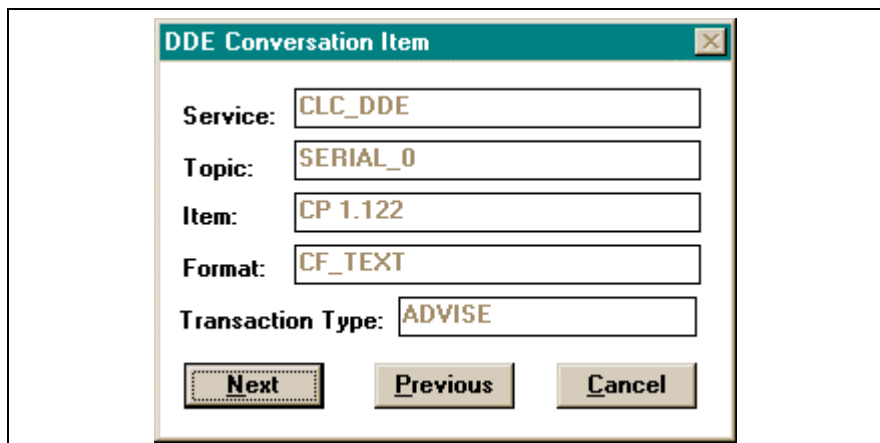 DDE Conversation Item
Service: CLC_DDE
Topic: SERIAL_0
Item: CP 1.122
Format: CF_TEXT
Transaction Type: ADVISE
Next Previous Cancel